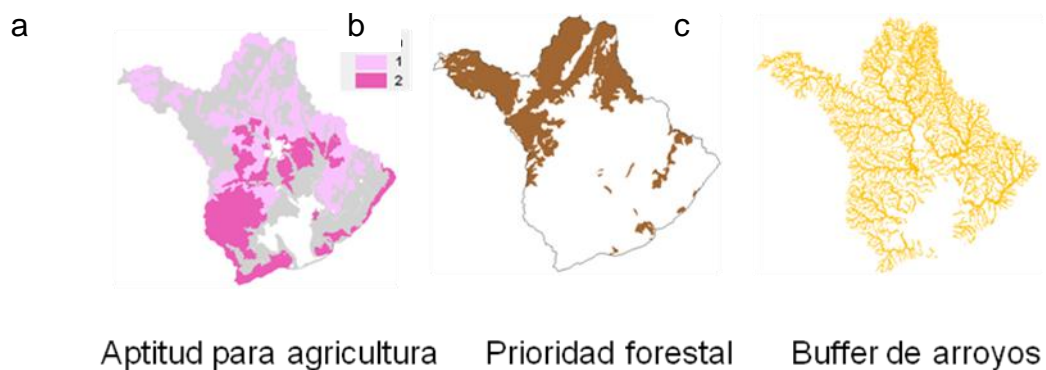 a
b
c
1
2
Aptitud para agricultura
Prioridad forestal
Buffer de arroyos